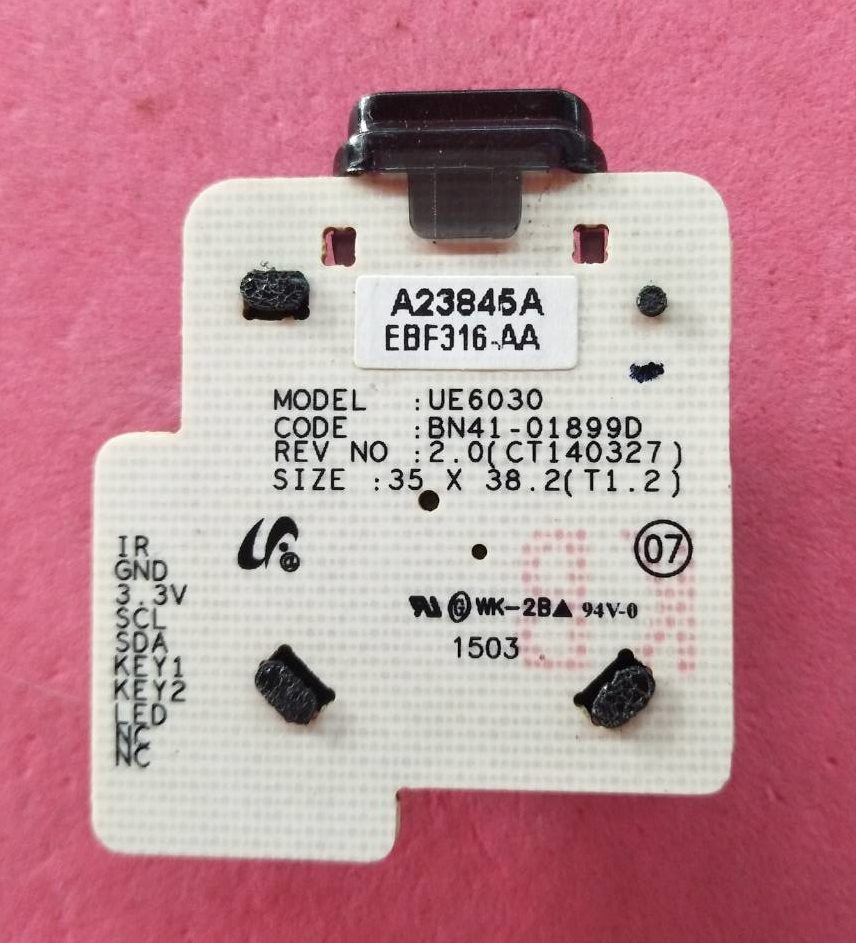 A23845A
EBF316-AA
MODEL :UE6030
CODE :BN41-01899D
REV NO :2.0(CT140327)
SIZE :35 X 38.2(T1.2)
07
IR
GND
3.3V
SCL
SDA
KEY1
KEY2
LED
NC
NC
@
WK-2B▲ 94V-0
1503